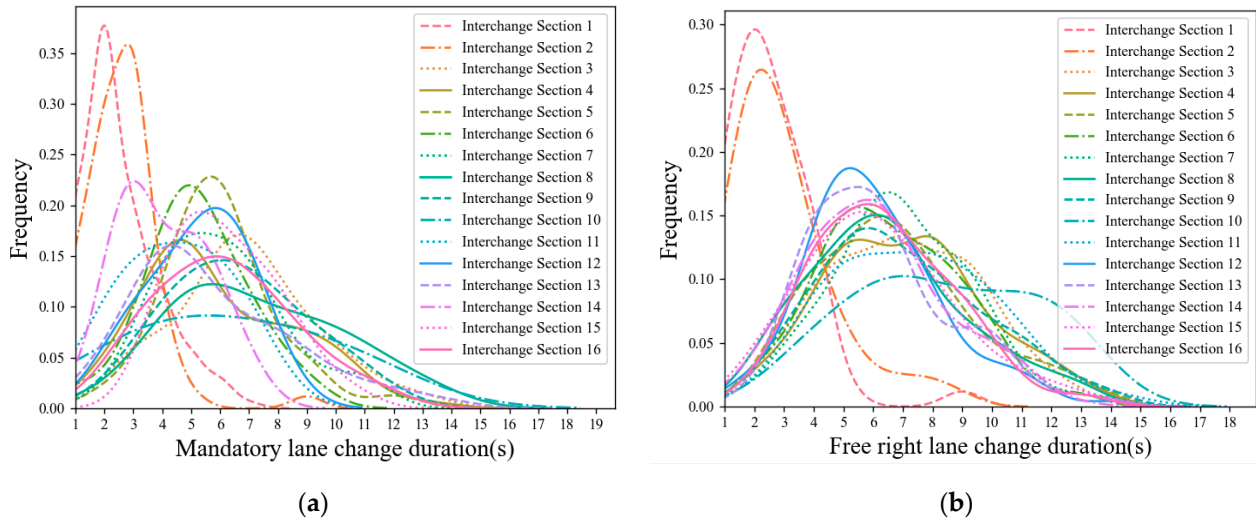 0.35
0.30
0.25
0.20
0.15
0.10
0.05
0.00
Frequency
1 2 3 4 5 6 7 8 9 10 11 12 13 14 15 16 17 18 19
Mandatory lane change duration(s)
Interchange Section 1
Interchange Section 2
Interchange Section 3
Interchange Section 4
Interchange Section 5
Interchange Section 6
Interchange Section 7
Interchange Section 8
Interchange Section 9
Interchange Section 10
Interchange Section 11
Interchange Section 12
Interchange Section 13
Interchange Section 14
Interchange Section 15
Interchange Section 16
(a)
0.30
0.25
0.20
0.15
0.10
0.05
0.00
Frequency
1 2 3 4 5 6 7 8 9 10 11 12 13 14 15 16 17 18
Free right lane change duration(s)
Interchange Section 1
Interchange Section 2
Interchange Section 3
Interchange Section 4
Interchange Section 5
Interchange Section 6
Interchange Section 7
Interchange Section 8
Interchange Section 9
Interchange Section 10
Interchange Section 11
Interchange Section 12
Interchange Section 13
Interchange Section 14
Interchange Section 15
Interchange Section 16
(b)